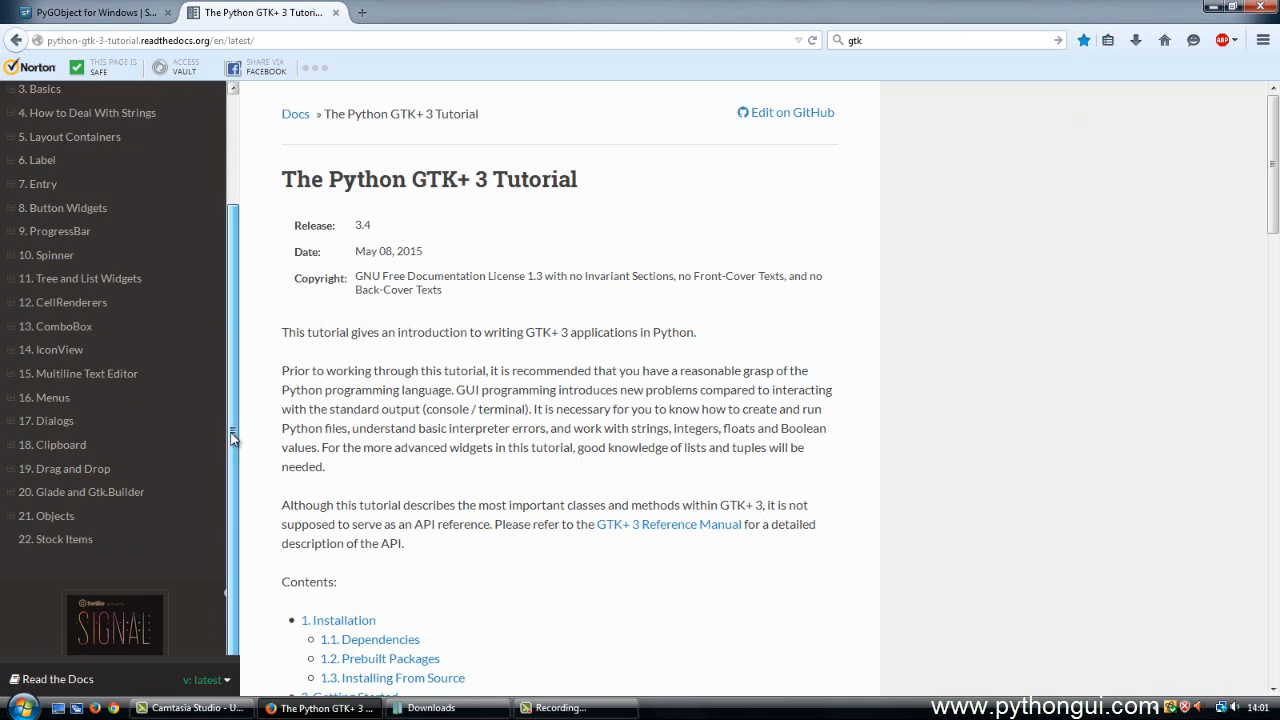 PyGObject for Windows | S...
The Python GTK+ 3 Tutori...
python-gtk-3-tutorial.readthedocs.org/en/latest/
gtk
ABP
Norton
THIS PAGE IS
SAFE
ACCESS
VAULT
SHARE VIA
FACEBOOK
3. Basics
4. How to Deal With Strings
5. Layout Containers
6. Label
7. Entry
8. Button Widgets
9. ProgressBar
10. Spinner
11. Tree and List Widgets
12. CellRenderers
13. ComboBox
14. IconView
15. Multiline Text Editor
16. Menus
17. Dialogs
18. Clipboard
19. Drag and Drop
20. Glade and Gtk.Builder
21. Objects
22. Stock Items
twilio
SIGNAL
Read the Docs
v: latest
Docs » The Python GTK+ 3 Tutorial
Edit on GitHub
The Python GTK+ 3 Tutorial
Release: 3.4
Date: May 08, 2015
Copyright: GNU Free Documentation License 1.3 with no Invariant Sections, no Front-Cover Texts, and no
Back-Cover Texts
This tutorial gives an introduction to writing GTK+ 3 applications in Python.
Prior to working through this tutorial, it is recommended that you have a reasonable grasp of the
Python programming language. GUI programming introduces new problems compared to interacting
with the standard output (console / terminal). It is necessary for you to know how to create and run
Python files, understand basic interpreter errors, and work with strings, integers, floats and Boolean
values. For the more advanced widgets in this tutorial, good knowledge of lists and tuples will be
needed.
Although this tutorial describes the most important classes and methods within GTK+ 3, it is not
supposed to serve as an API reference. Please refer to the GTK+ 3 Reference Manual for a detailed
description of the API.
Contents:
1. Installation
1.1. Dependencies
1.2. Prebuilt Packages
1.3. Installing From Source
2. Getting Started
Camtasia Studio - U...
The Python GTK+ 3 ...
Downloads
Recording...
www.pythongui.com
14:01